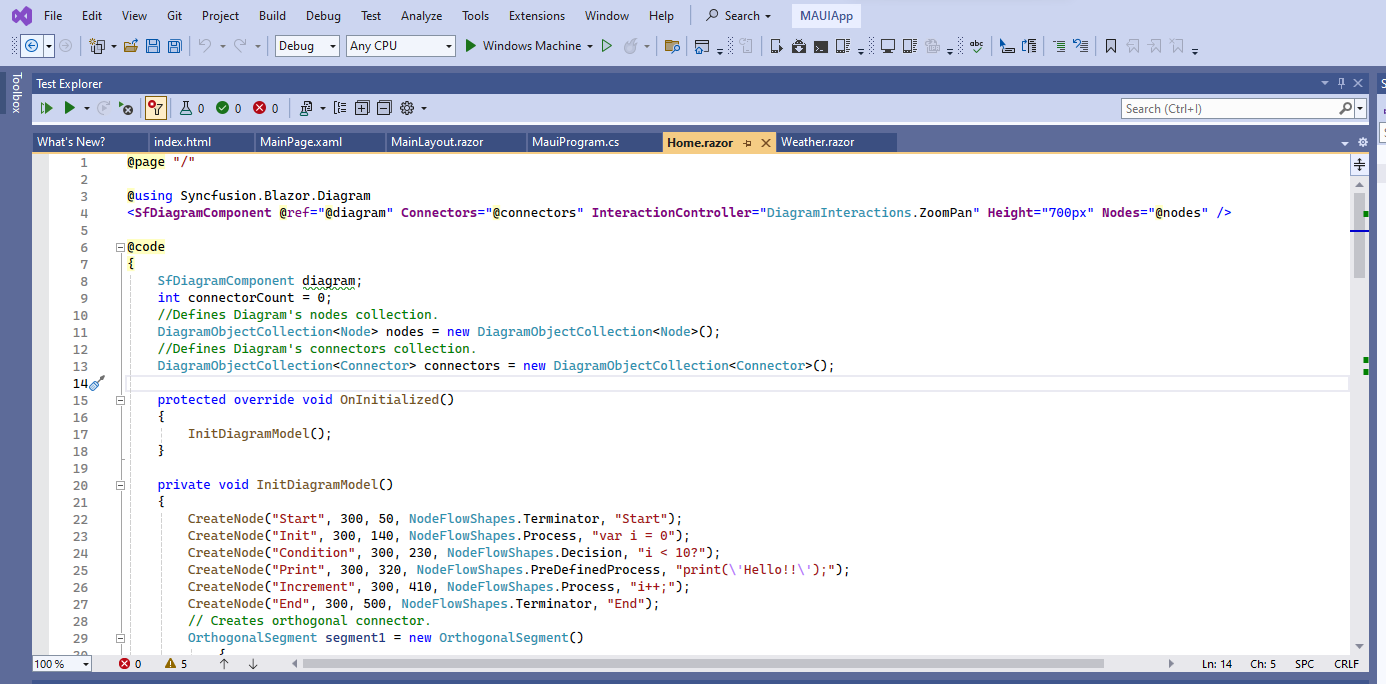 File Edit View Git Project Build Debug Test Analyze Tools Extensions Window Help Search MAUIApp
Debug Any CPU Windows Machine abc
Toolbox
Test Explorer
0 0 0 Search (Ctrl+I)
What's New? index.html MainPage.xaml MainLayout.razor MauiProgram.cs Home.razor Weather.razor
1 @page "/"
2
3 @using Syncfusion.Blazor.Diagram
4 <SfDiagramComponent @ref="@diagram" Connectors="@connectors" InteractionController="DiagramInteractions.ZoomPan" Height="700px" Nodes="@nodes" />
5
6 @code
7 {
8 SfDiagramComponent diagram;
9 int connectorCount = 0;
10 //Defines Diagram's nodes collection.
11 DiagramObjectCollection<Node> nodes = new DiagramObjectCollection<Node>();
12 //Defines Diagram's connectors collection.
13 DiagramObjectCollection<Connector> connectors = new DiagramObjectCollection<Connector>();
14
15 protected override void OnInitialized()
16 {
17 InitDiagramModel();
18 }
19
20 private void InitDiagramModel()
21 {
22 CreateNode("Start", 300, 50, NodeFlowShapes.Terminator, "Start");
23 CreateNode("Init", 300, 140, NodeFlowShapes.Process, "var i = 0");
24 CreateNode("Condition", 300, 230, NodeFlowShapes.Decision, "i < 10?");
25 CreateNode("Print", 300, 320, NodeFlowShapes.PreDefinedProcess, "print(\'Hello!!\');");
26 CreateNode("Increment", 300, 410, NodeFlowShapes.Process, "i++;");
27 CreateNode("End", 300, 500, NodeFlowShapes.Terminator, "End");
28 // Creates orthogonal connector.
29 OrthogonalSegment segment1 = new OrthogonalSegment()
30 {
100 % 0 5 Ln: 14 Ch: 5 SPC CRLF